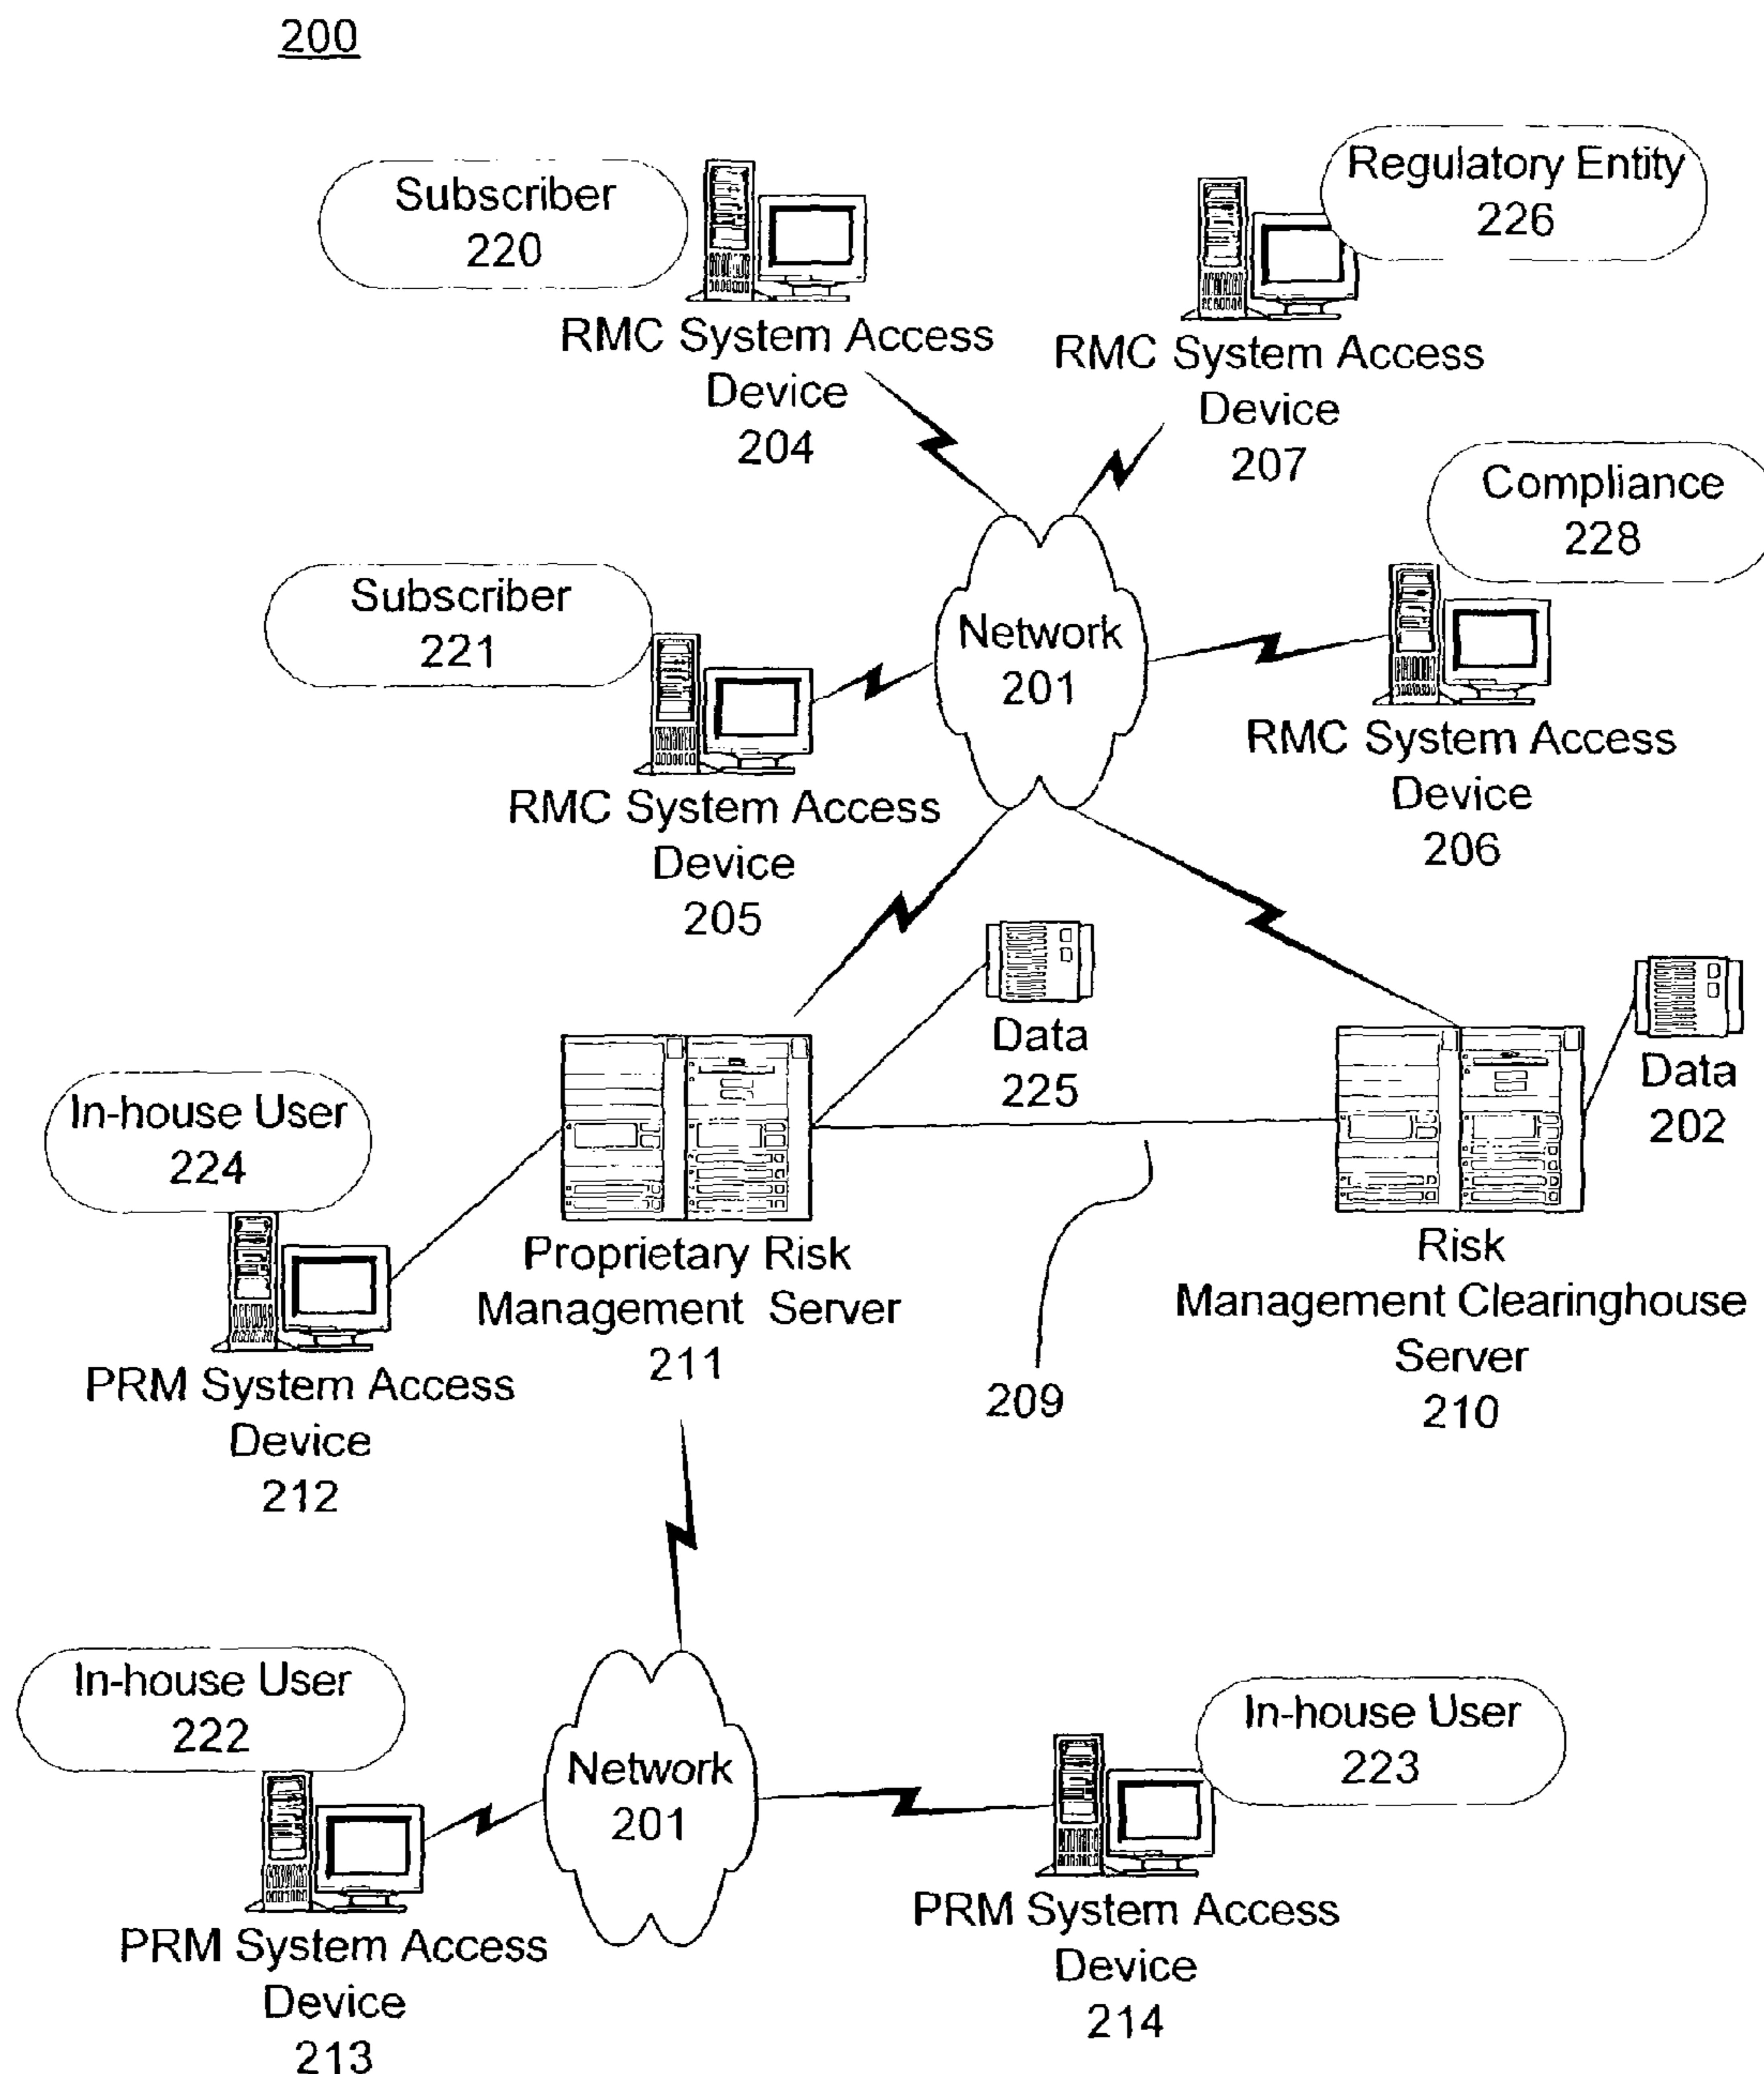 200
Subscriber
220
RMC System Access
Device
204
Regulatory Entity
226
RMC System Access
Device
207
Compliance
228
RMC System Access
Device
206
Subscriber
221
RMC System Access
Device
205
Network
201
Data
225
Data
202
In-house User
224
PRM System Access
Device
212
Proprietary Risk
Management Server
211
209
Risk
Management Clearinghouse
Server
210
In-house User
222
PRM System Access
Device
213
Network
201
In-house User
223
PRM System Access
Device
214